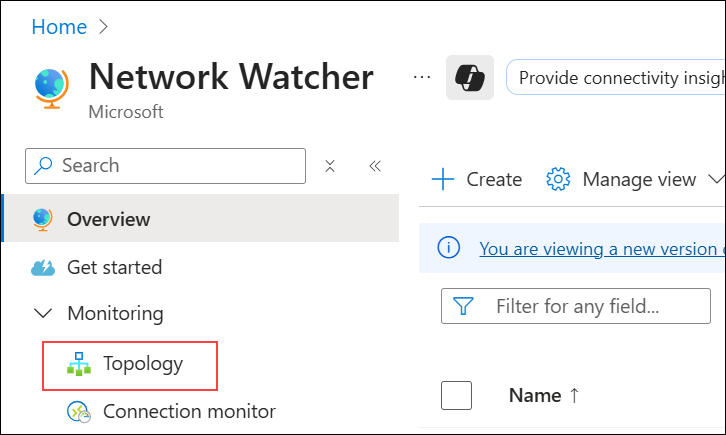 Home
Network Watcher
Microsoft
Provide connectivity insigh
Search
Create
Manage view
Overview
You are viewing a new version
Get started
Filter for any field...
Monitoring
Topology
Name ↑
Connection monitor